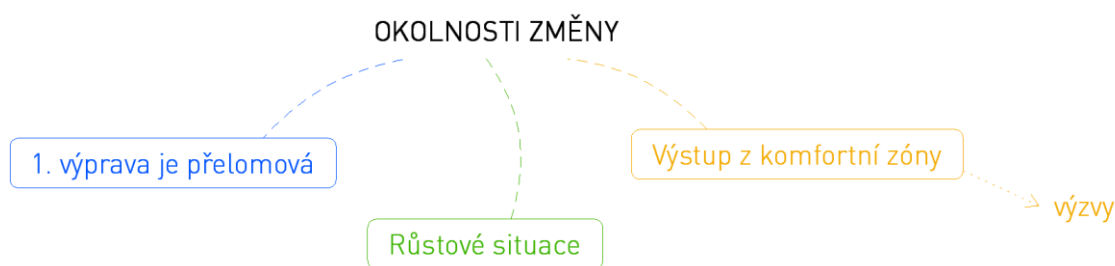 OKOLNOSTI ZMĚNY
1. výprava je přelomová
Výstup z komfortní zóny
výzvy
Růstové situace